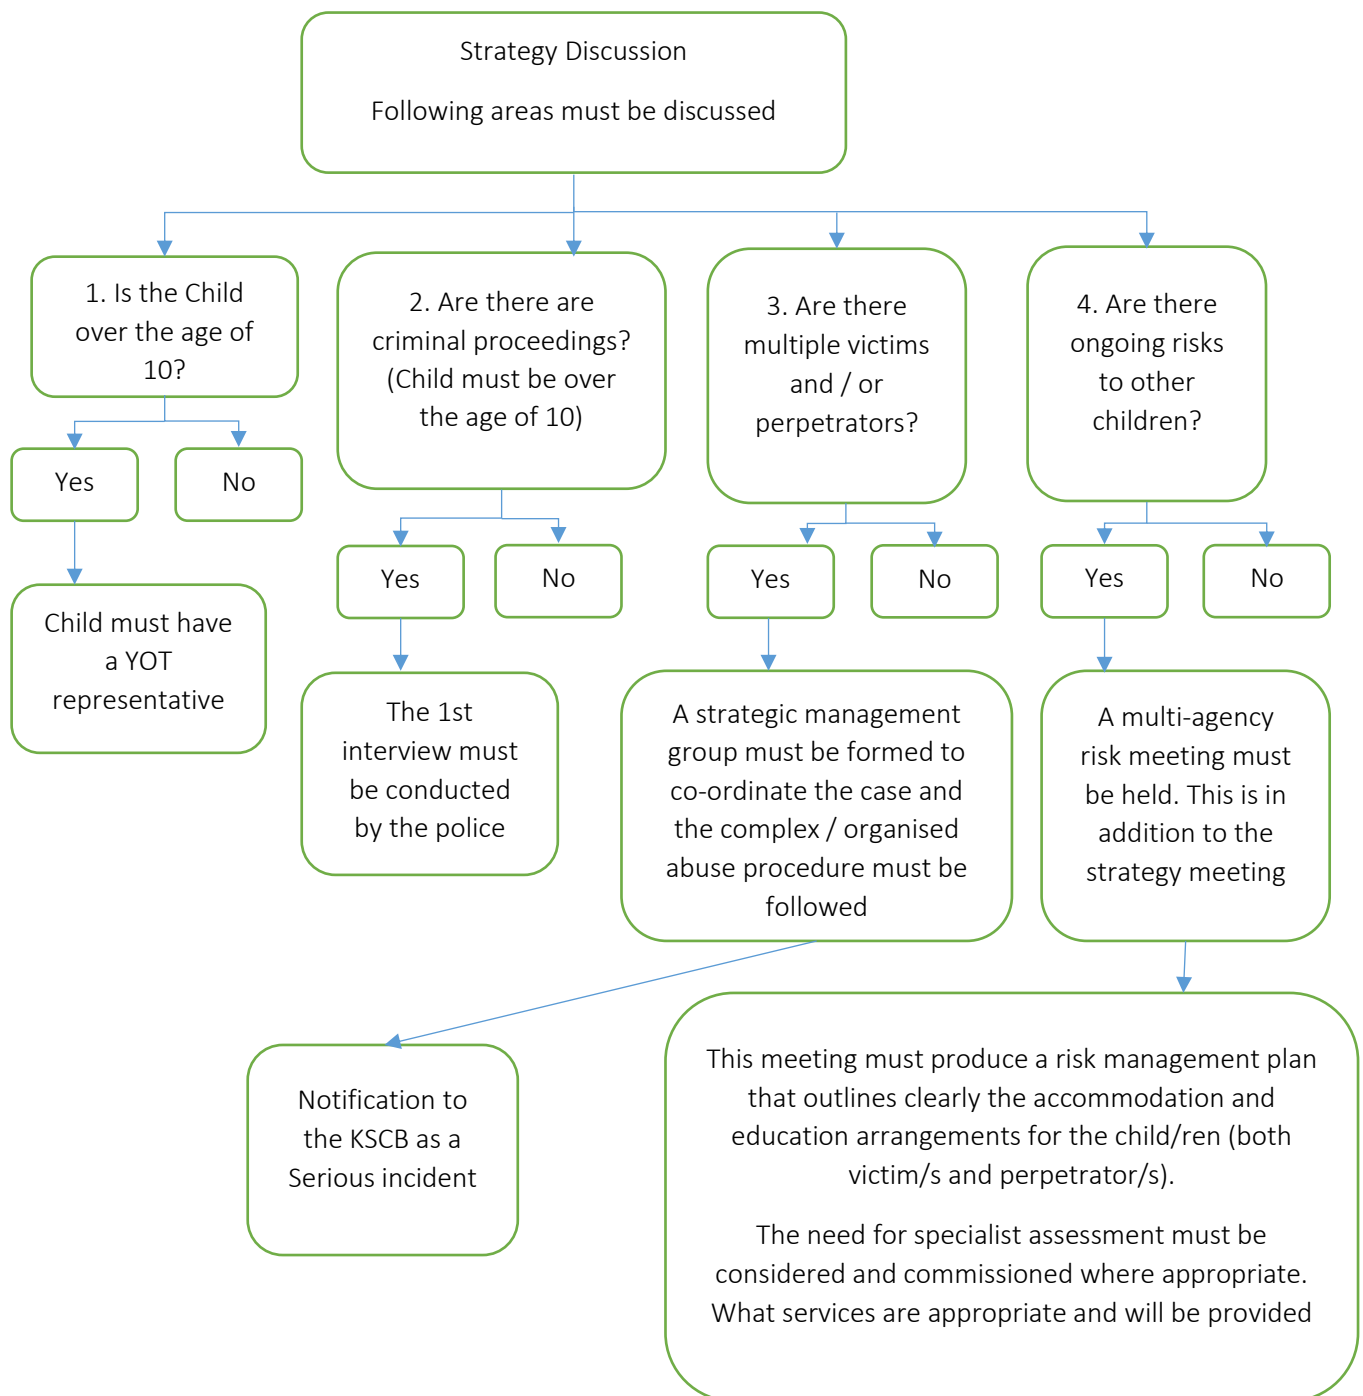 Strategy Discussion
Following areas must be discussed
1. Is the Child
over the age of
10?
Yes
No
Child must have
a YOT
representative
2. Are there are
criminal proceedings?
(Child must be over
the age of 10)
Yes
No
The 1st
interview must
be conducted
by the police
3. Are there
multiple victims
and / or
perpetrators?
Yes
No
A strategic management
group must be formed to
co-ordinate the case and
the complex / organised
abuse procedure must be
followed
Notification to
the KSCB as a
Serious incident
4. Are there
ongoing risks
to other
children?
Yes
No
A multi-agency
risk meeting must
be held. This is in
addition to the
strategy meeting
This meeting must produce a risk management plan
that outlines clearly the accommodation and
education arrangements for the child/ren (both
victim/s and perpetrator/s).
The need for specialist assessment must be
considered and commissioned where appropriate.
What services are appropriate and will be provided